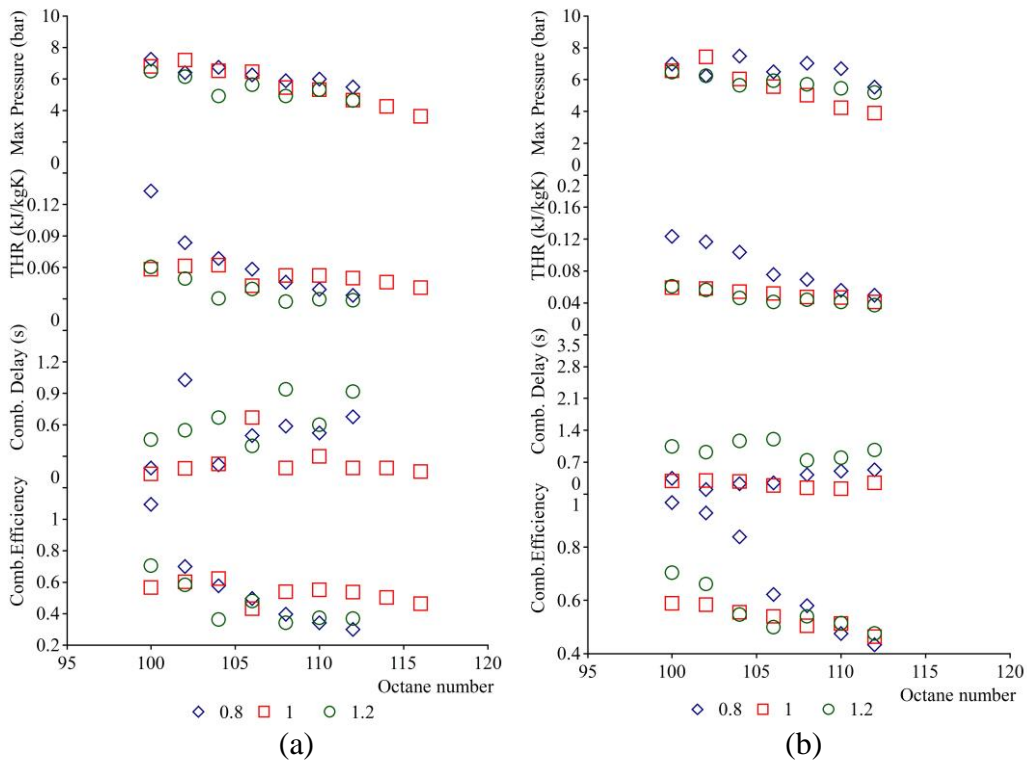 Max Pressure (bar)
10
8
6
4
0
THR (kJ/kgK)
0.12
0.09
0.06
0
Comb. Delay (s)
1.2
0.9
0.6
0
Comb.Efficiency
1
0.8
0.6
0.4
0.2
95 100 105 110 115 120
Octane number
0.8 1 1.2
(a)
Max Pressure (bar)
10
8
6
4
2
0
THR (kJ/kgK)
0.2
0.16
0.12
0.08
0.04
0
Comb. Delay (s)
3.5
2.8
2.1
1.4
0.7
0
Comb.Efficiency
1
0.8
0.6
0.4
95 100 105 110 115 120
Octane number
0.8 1 1.2
(b)